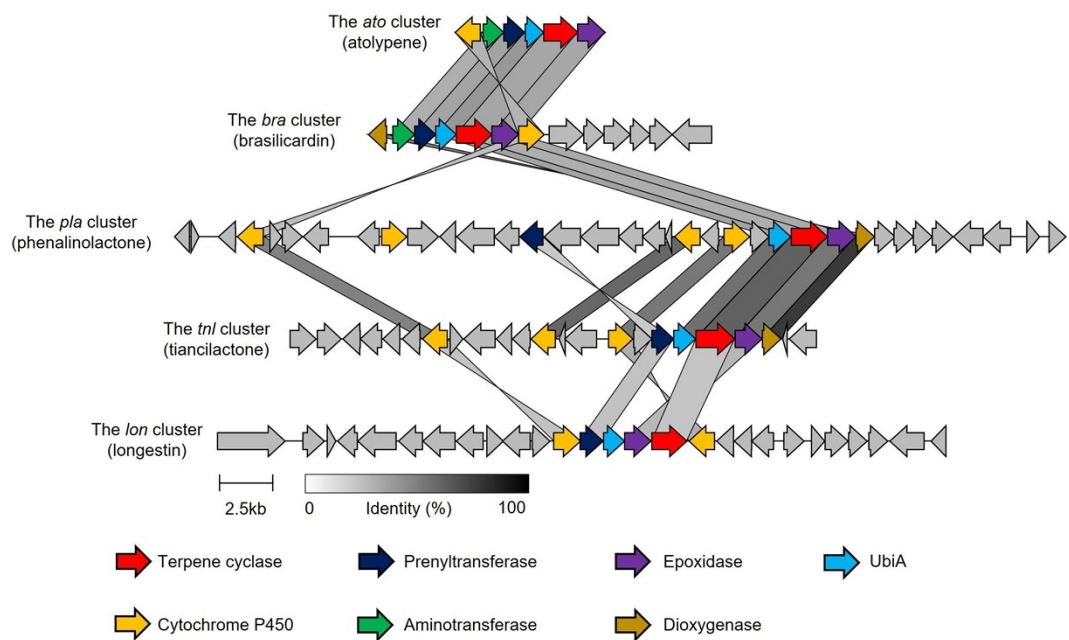 The ato cluster
(atolypene)
The bra cluster
(brasilicardin)
The pla cluster
(phenalinolactone)
The tnl cluster
(tiancilactone)
The lon cluster
(longestin)
2.5kb
0 Identity (%) 100
Terpene cyclase
Prenyltransferase
Epoxidase
UbiA
Cytochrome P450
Aminotransferase
Dioxygenase